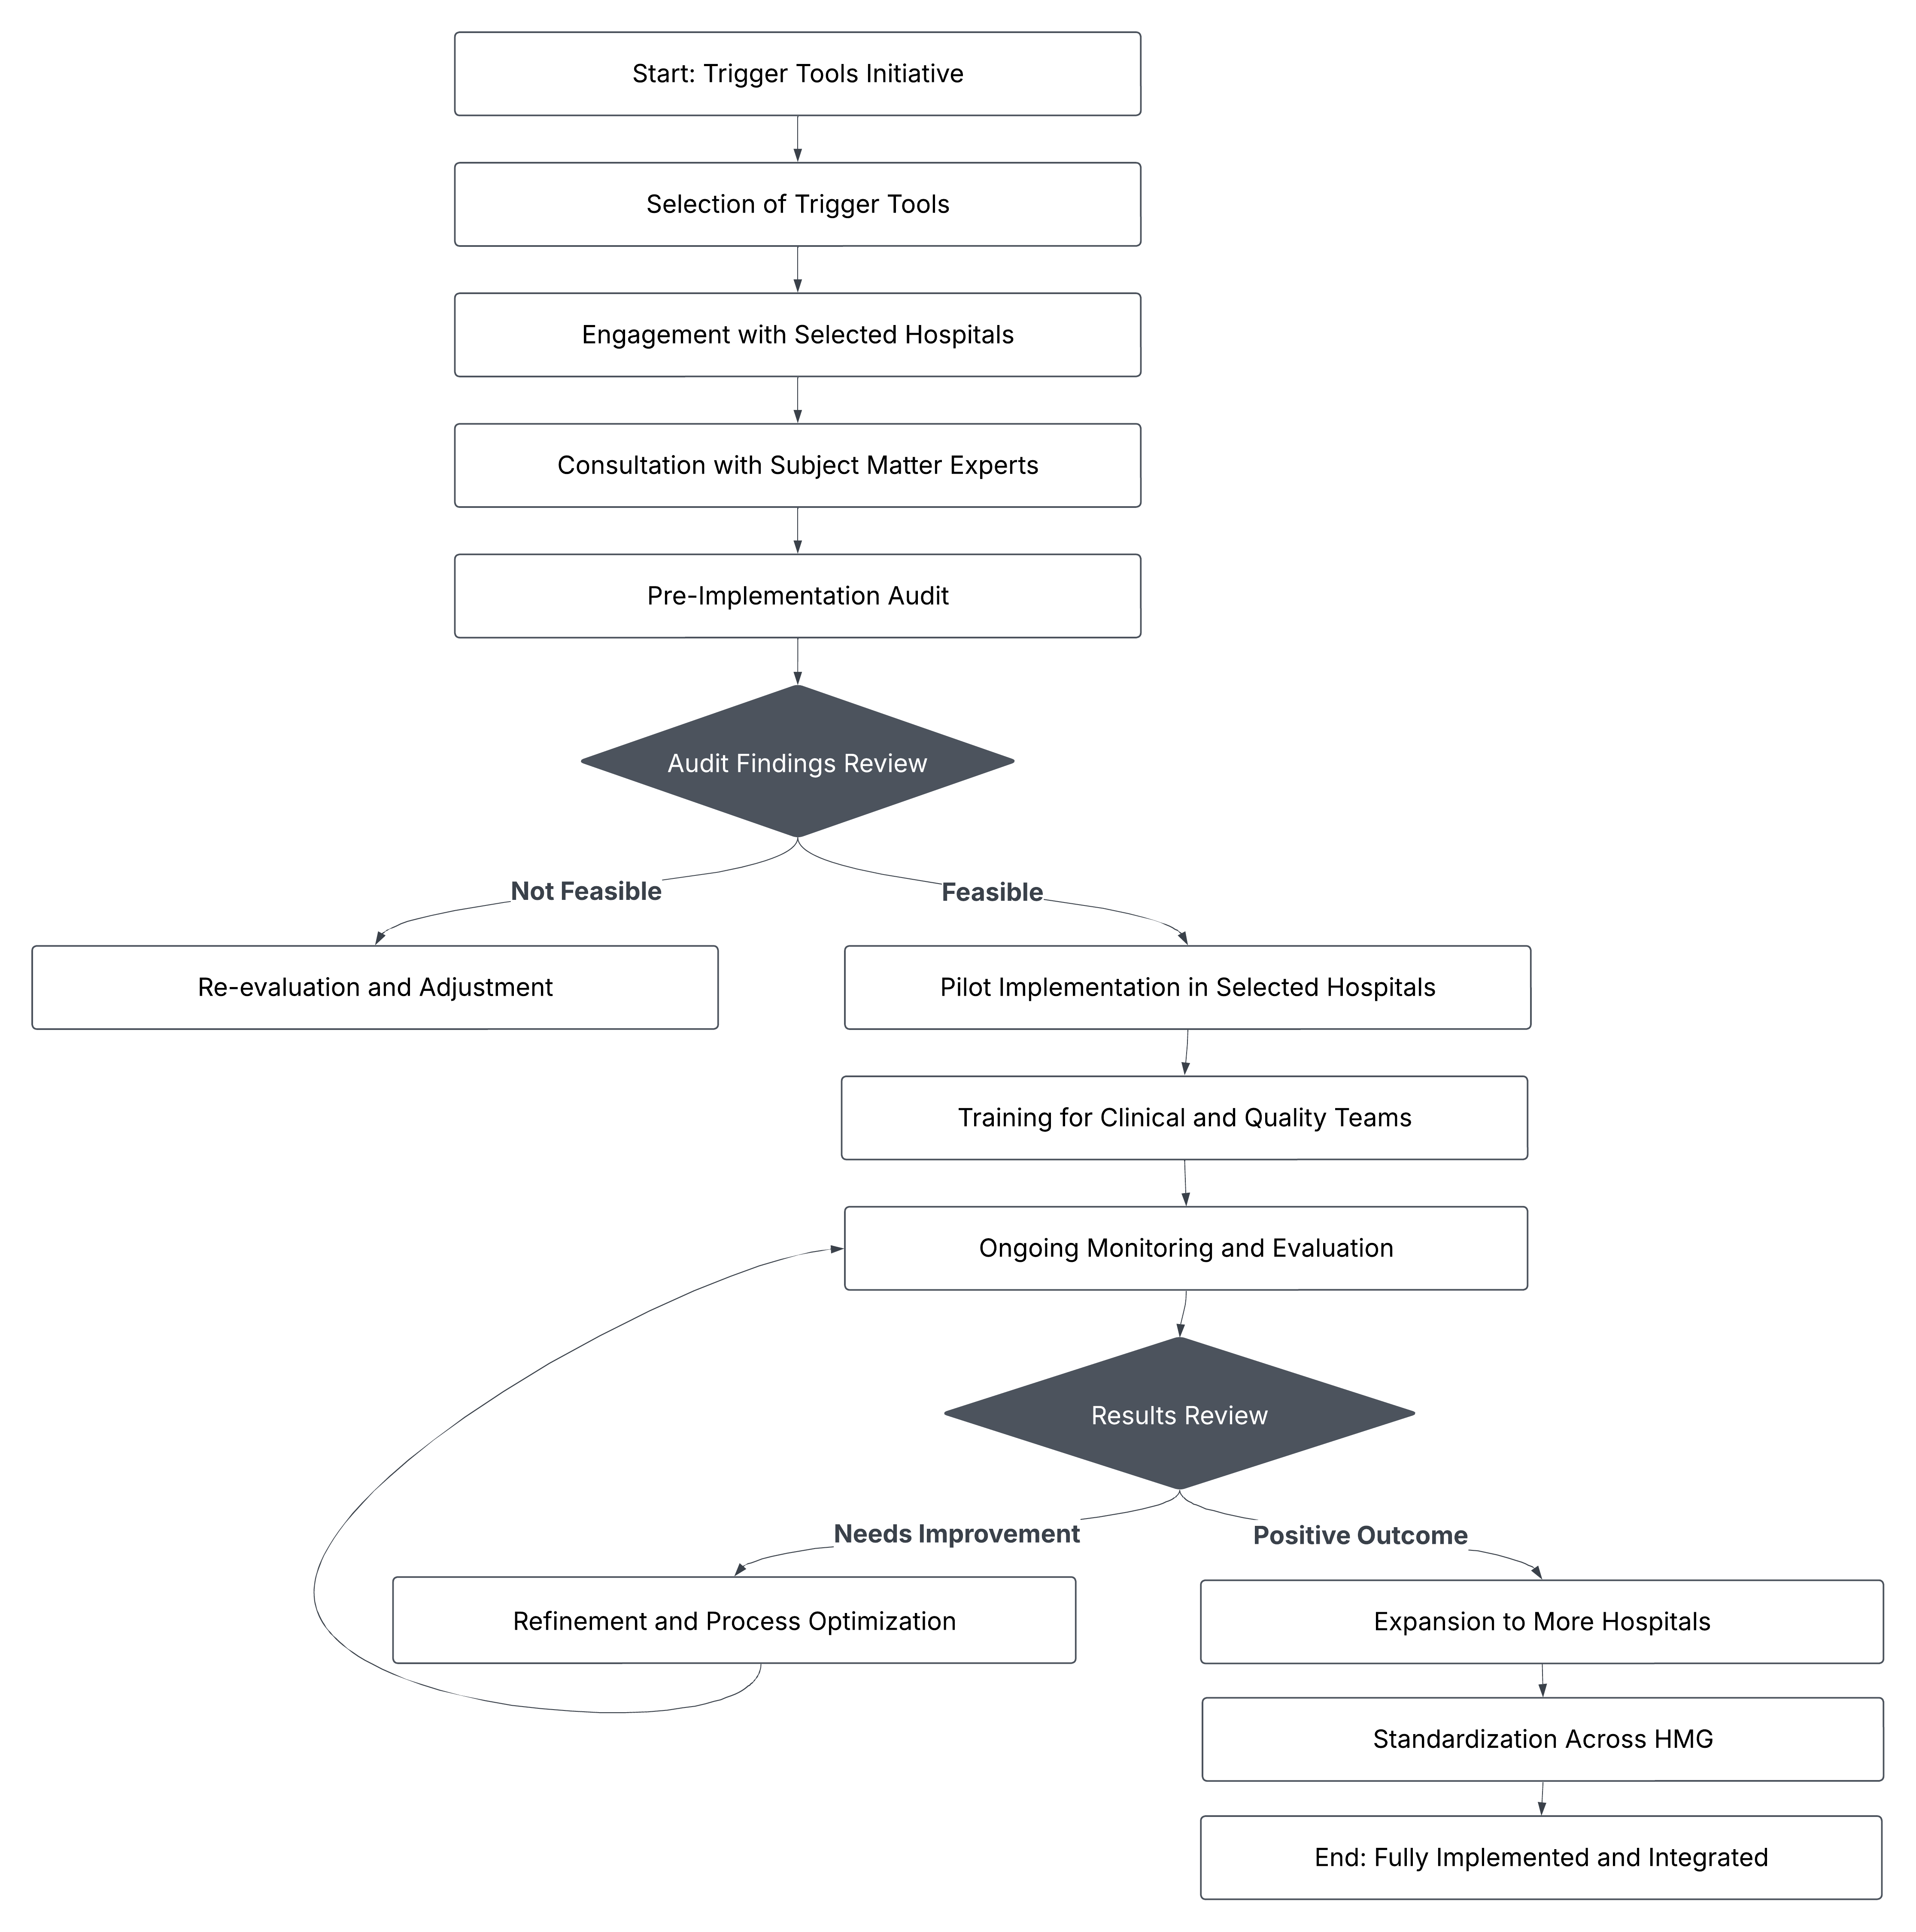 Start: Trigger Tools Initiative
Selection of Trigger Tools
Engagement with Selected Hospitals
Consultation with Subject Matter Experts
Pre-Implementation Audit
Audit Findings Review
Not Feasible
Feasible
Re-evaluation and Adjustment
Pilot Implementation in Selected Hospitals
Training for Clinical and Quality Teams
Ongoing Monitoring and Evaluation
Results Review
Needs Improvement
Positive Outcome
Refinement and Process Optimization
Expansion to More Hospitals
Standardization Across HMG
End: Fully Implemented and Integrated